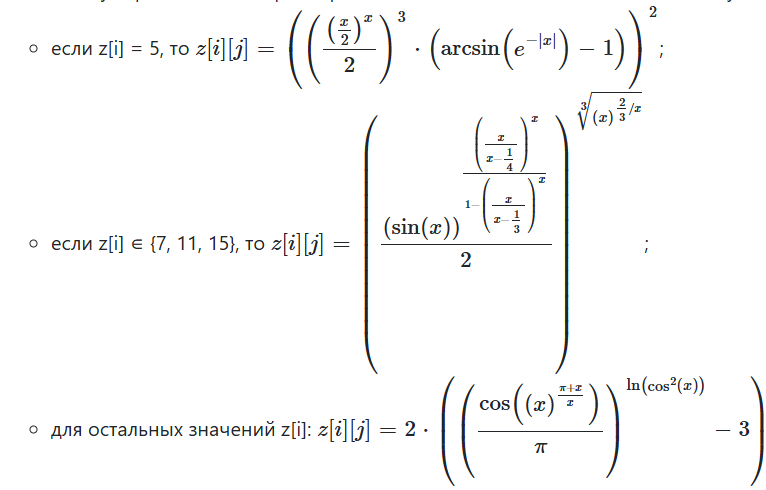 если z[i] = 5, то z[i][j] = ((((x/2)^x)/2)^3 · (arcsin(e^(−|x|)) − 1))^2;
если z[i] ∈ {7, 11, 15}, то z[i][j] = (((sin(x))^(((x/(x−1/4))^x)/(1−(x/(x−1/3))^x)))/2)^(∛((x)^(2/3/x)));
для остальных значений z[i]: z[i][j] = 2 · (((cos((x)^((π+x)/x)))/π)^(ln(cos²(x))) − 3)